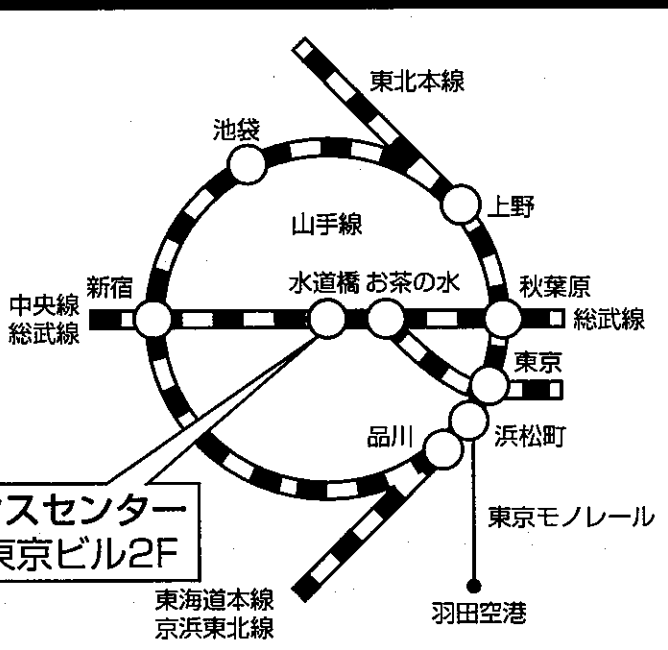 東北本線
池袋
上野
山手線
新宿
水道橋
お茶の水
秋葉原
中央線
総武線
総武線
東京
品川
浜松町
スセンター
東京ビル2F
東京モノレール
東海道本線
京浜東北線
羽田空港